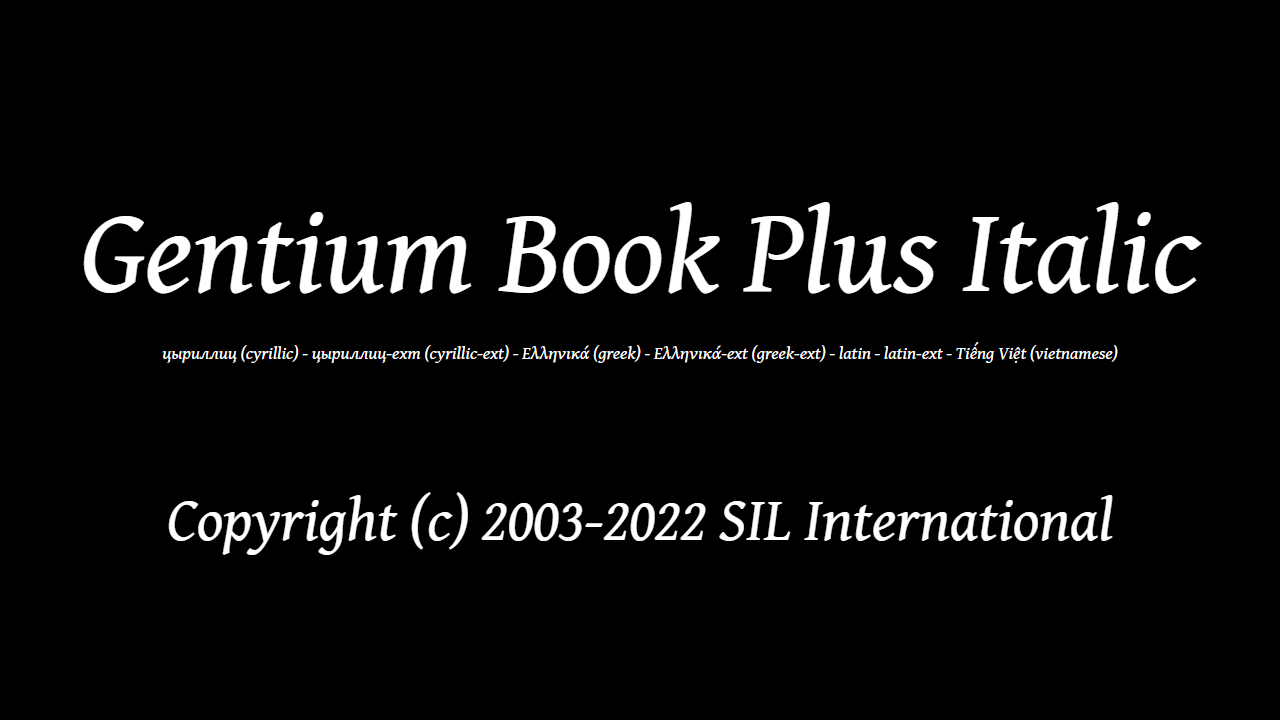 Gentium Book Plus Italic
цыриллиц (cyrillic) - цыриллиц-ехт (cyrillic-ext) - Ελληνικά (greek) - Ελληνικά-ext (greek-ext) - latin - latin-ext - Tiếng Việt (vietnamese)
Copyright (c) 2003-2022 SIL International